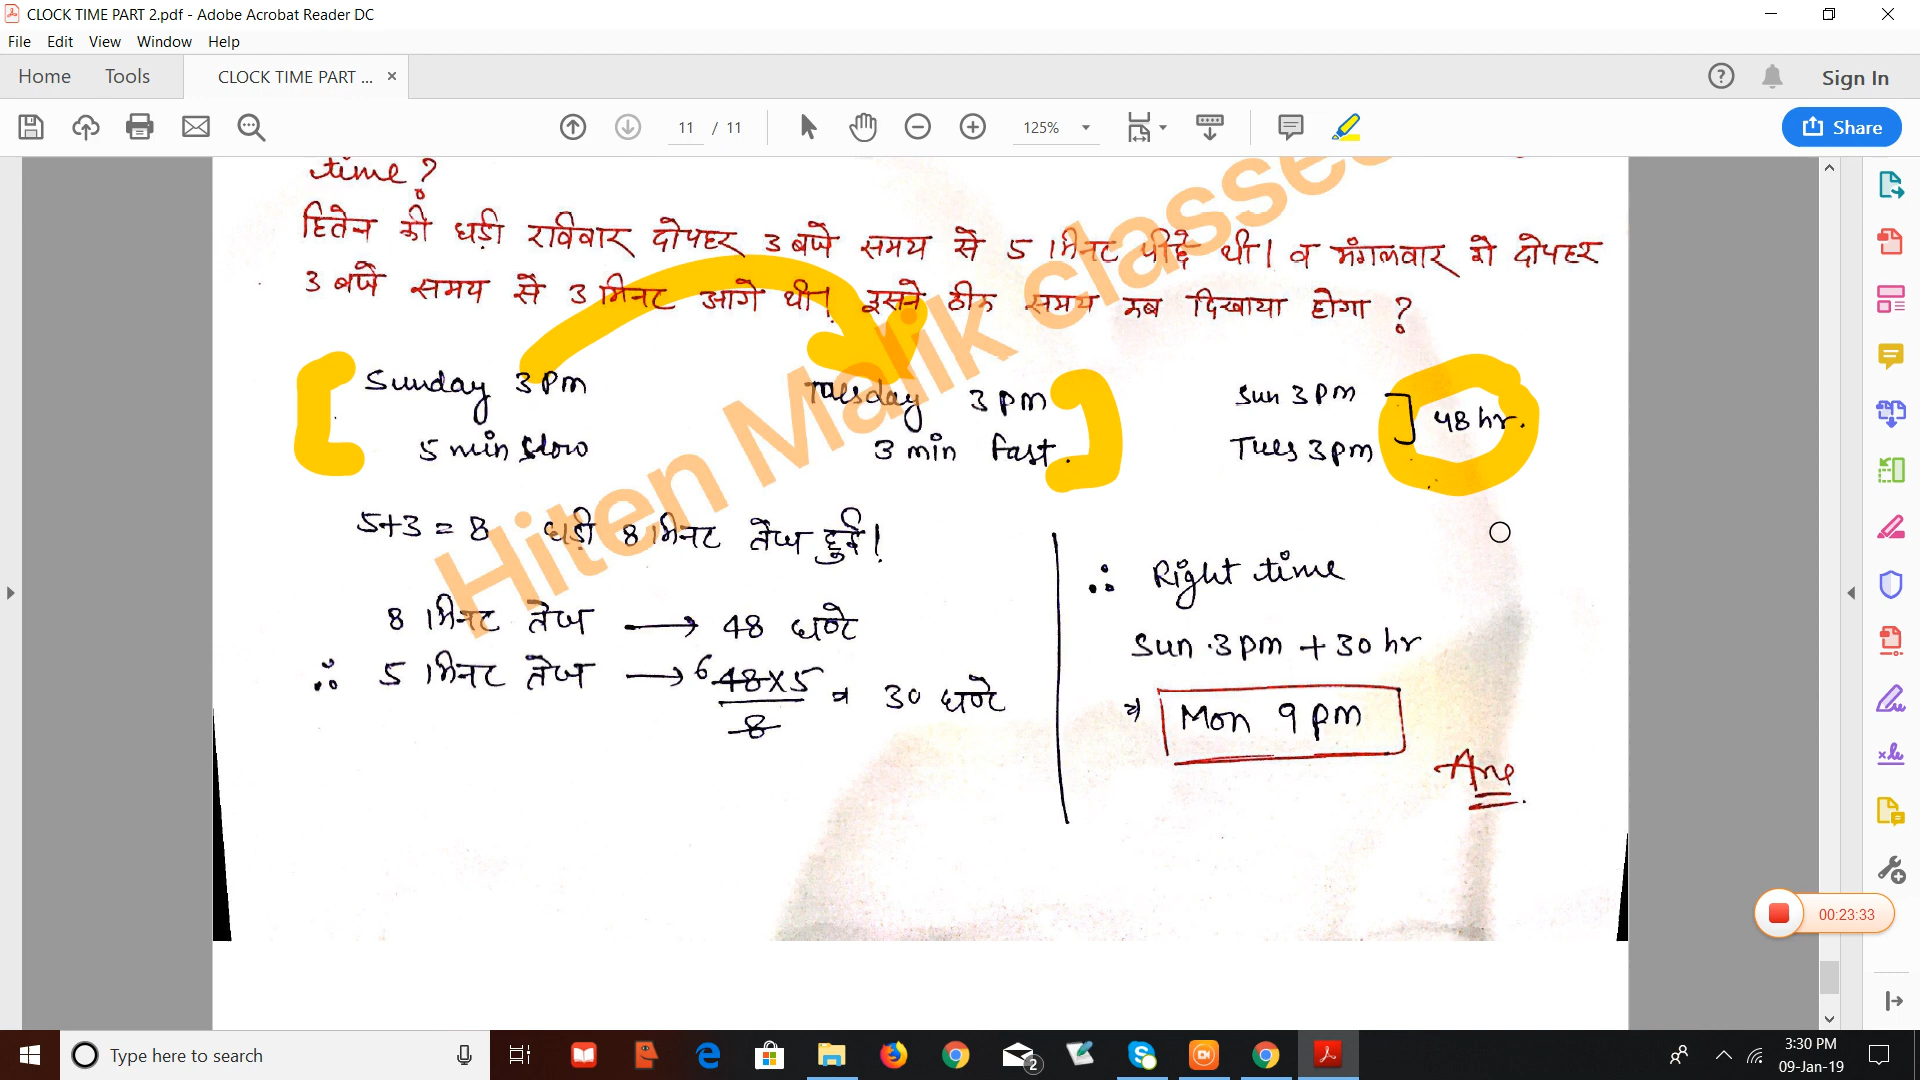 CLOCK TIME PART 2.pdf - Adobe Acrobat Reader DC
File Edit View Window Help
Home Tools CLOCK TIME PART ... × Sign In
11 / 11 125% Share
time?
हितेन की घड़ी रविवार दोपहर 3 बजे समय से 5 मिनट पीछे थी। व मंगलवार को दोपहर
3 बजे समय से 3 मिनट आगे थी। इसने ठीक समय कब दिखाया होगा ?
Sunday 3 Pm Tuesday 3 pm Sun 3 pm
5 min slow 3 min fast. Tues 3pm ] 48 hr.
5+3 = 8 घड़ी 8 मिनट तेज हुई।
8 मिनट तेज → 48 घण्टे
∴ 5 मिनट तेज → 6 48×5 / 8 = 30 घण्टे
∴ Right time
Sun. 3 pm + 30 hr
⇒ Mon 9 pm
Ans.
Hiten Malik classes
00:23:33
Type here to search
2
3:30 PM
09-Jan-19